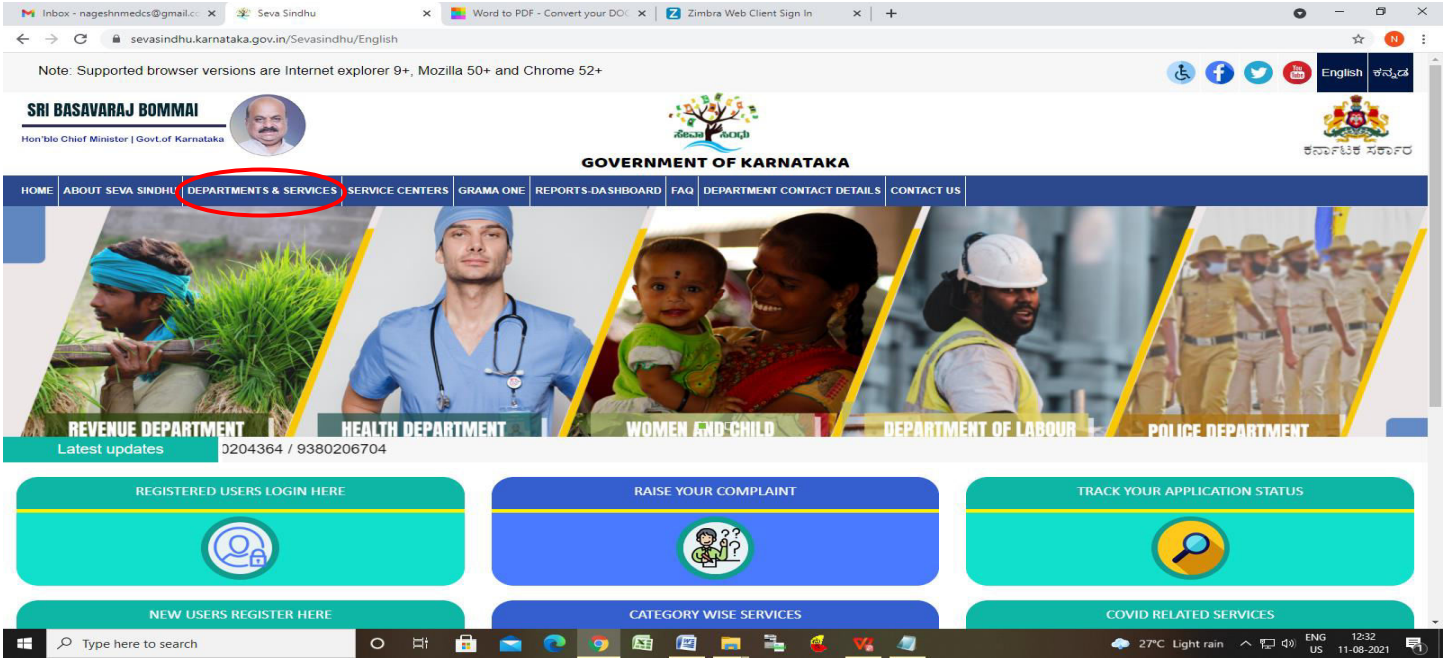 Inbox - nageshnmedcs@gmail.cc
Seva Sindhu
Word to PDF - Convert your DOC
Zimbra Web Client Sign In
sevasindhu.karnataka.gov.in/Sevasindhu/English
N
Note: Supported browser versions are Internet explorer 9+, Mozilla 50+ and Chrome 52+
You Tube
English
ಕನ್ನಡ
SRI BASAVARAJ BOMMAI
Hon'ble Chief Minister | Govt.of Karnataka
ಸೇವಾ ಸಿಂಧು
GOVERNMENT OF KARNATAKA
ಕರ್ನಾಟಕ ಸರ್ಕಾರ
HOME ABOUT SEVA SINDHU DEPARTMENTS & SERVICES SERVICE CENTERS GRAMA ONE REPORTS-DASHBOARD FAQ DEPARTMENT CONTACT DETAILS CONTACT US
REVENUE DEPARTMENT
HEALTH DEPARTMENT
WOMEN AND CHILD
DEPARTMENT OF LABOUR
POLICE DEPARTMENT
Latest updates
0204364 / 9380206704
REGISTERED USERS LOGIN HERE
RAISE YOUR COMPLAINT
TRACK YOUR APPLICATION STATUS
NEW USERS REGISTER HERE
CATEGORY WISE SERVICES
COVID RELATED SERVICES
Type here to search
27°C Light rain
ENG
US
12:32
11-08-2021